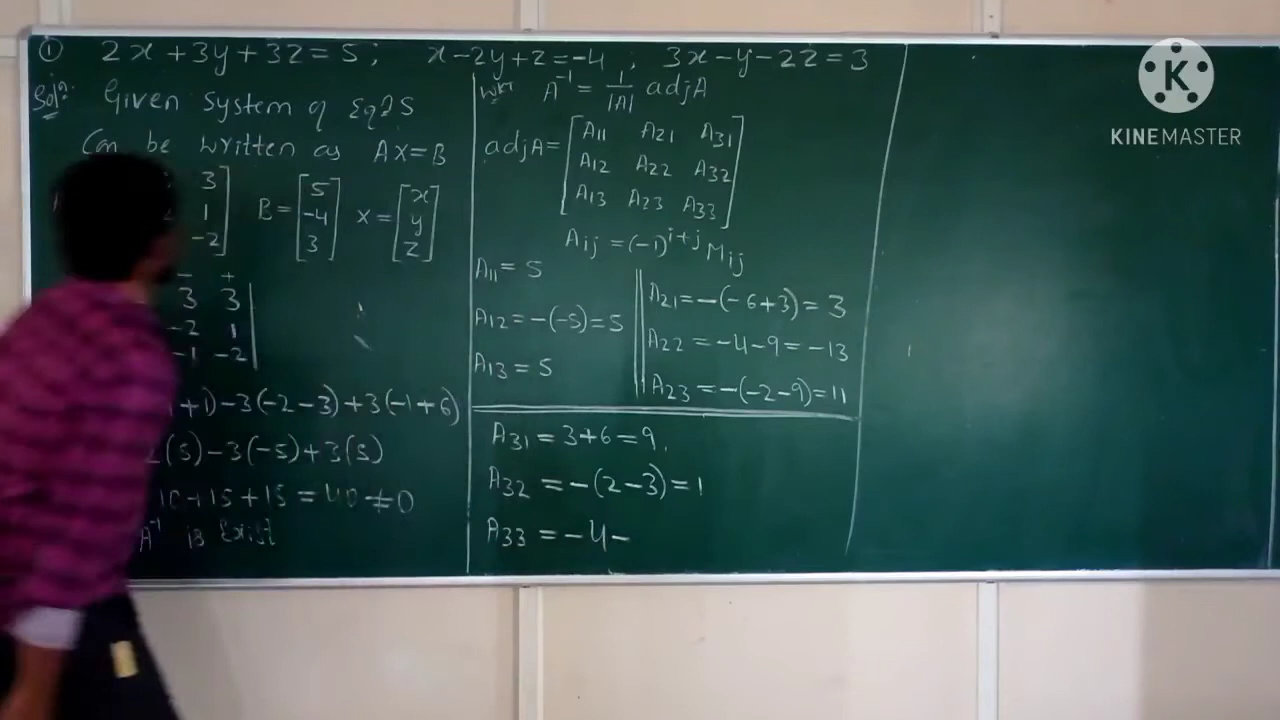 ① 2x+3y+3z=5; x-2y+z=-4; 3x-y-2z=3
Sol?: Given System of Eq?S
Can be written as AX=B
3
1
-2]
B=[5
-4
3]
X=[x
y
z]
- +
3 3
-2 1
-1 -2
+1)-3(-2-3)+3(-1+6)
(5)-3(-5)+3(5)
10+15+15=40≠0
A⁻¹ is Exist
WKT A⁻¹ = 1/|A| adjA
adjA=[A11 A21 A31
A12 A22 A32
A13 A23 A33]
Aij = (-1)^i+j Mij
A11= 5
A12=-(-5)=5
A13=5
A21=-(-6+3)=3
A22=-4-9=-13
A23=-(-2-9)=11
A31=3+6=9,
A32=-(2-3)=1
A33=-4-
K
KINEMASTER